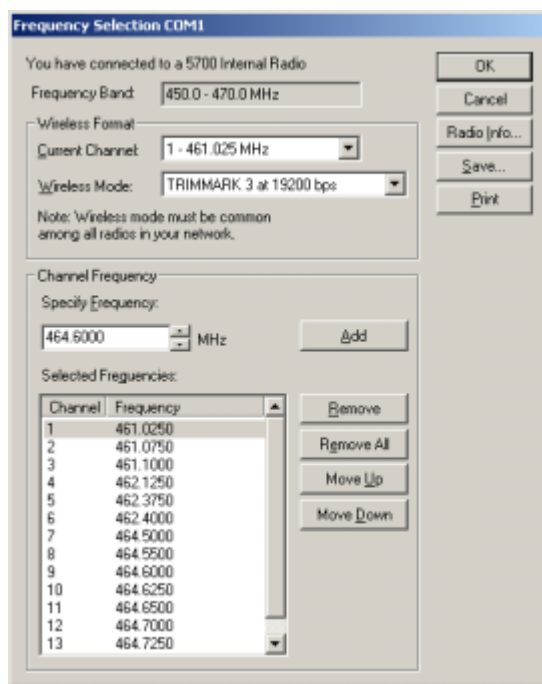 Frequency Selection COM1
You have connected to a 5700 Internal Radio
Frequency Band: 450.0 - 470.0 MHz
Wireless Format
Current Channel: 1 - 461.025 MHz
Wireless Mode: TRIMMARK 3 at 19200 bps
Note: Wireless mode must be common
among all radios in your network.
OK
Cancel
Radio Info...
Save...
Print
Channel Frequency
Specify Frequency:
464.6000 MHz
Add
Selected Freguencies:
Channel Frequency
1 461.0250
2 461.0750
3 461.1000
4 462.1250
5 462.3750
6 462.4000
7 464.5000
8 464.5500
9 464.6000
10 464.6250
11 464.6500
12 464.7000
13 464.7250
Remove
Remove All
Move Up
Move Down